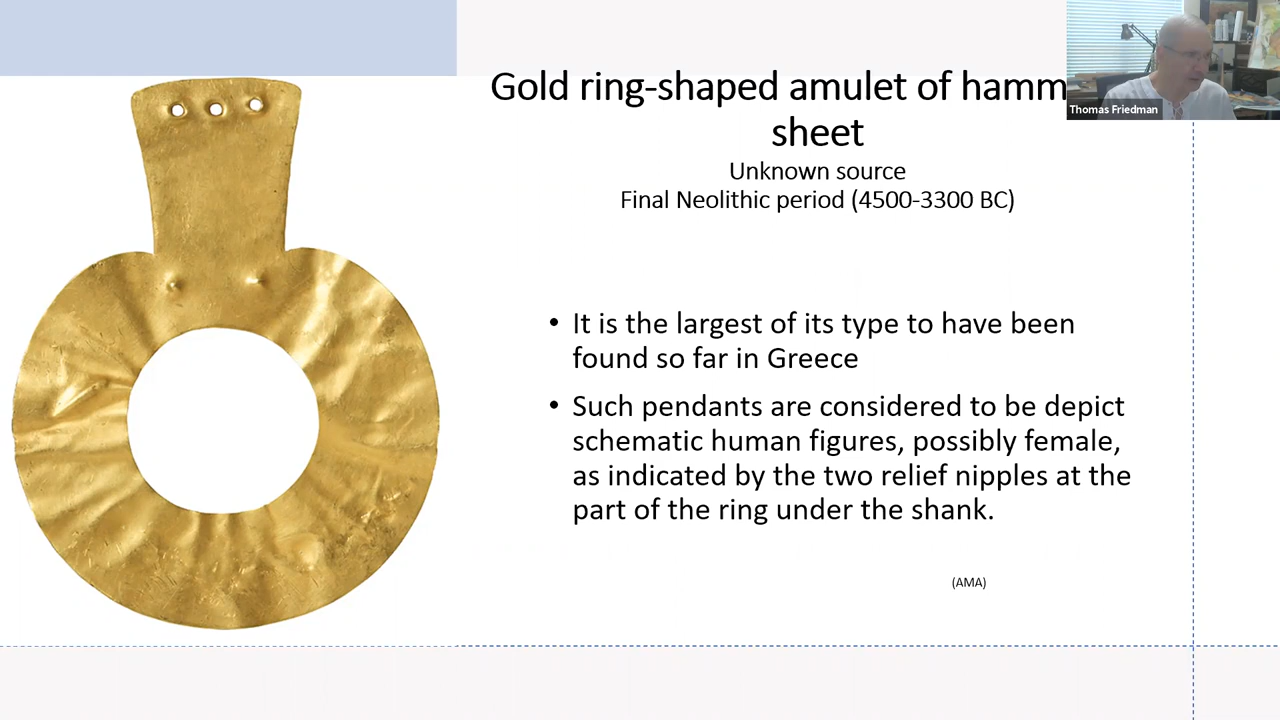 Gold ring-shaped amulet of hamm
sheet
Unknown source
Final Neolithic period (4500-3300 BC)
Thomas Friedman
• It is the largest of its type to have been
found so far in Greece
• Such pendants are considered to be depict
schematic human figures, possibly female,
as indicated by the two relief nipples at the
part of the ring under the shank.
(AMA)